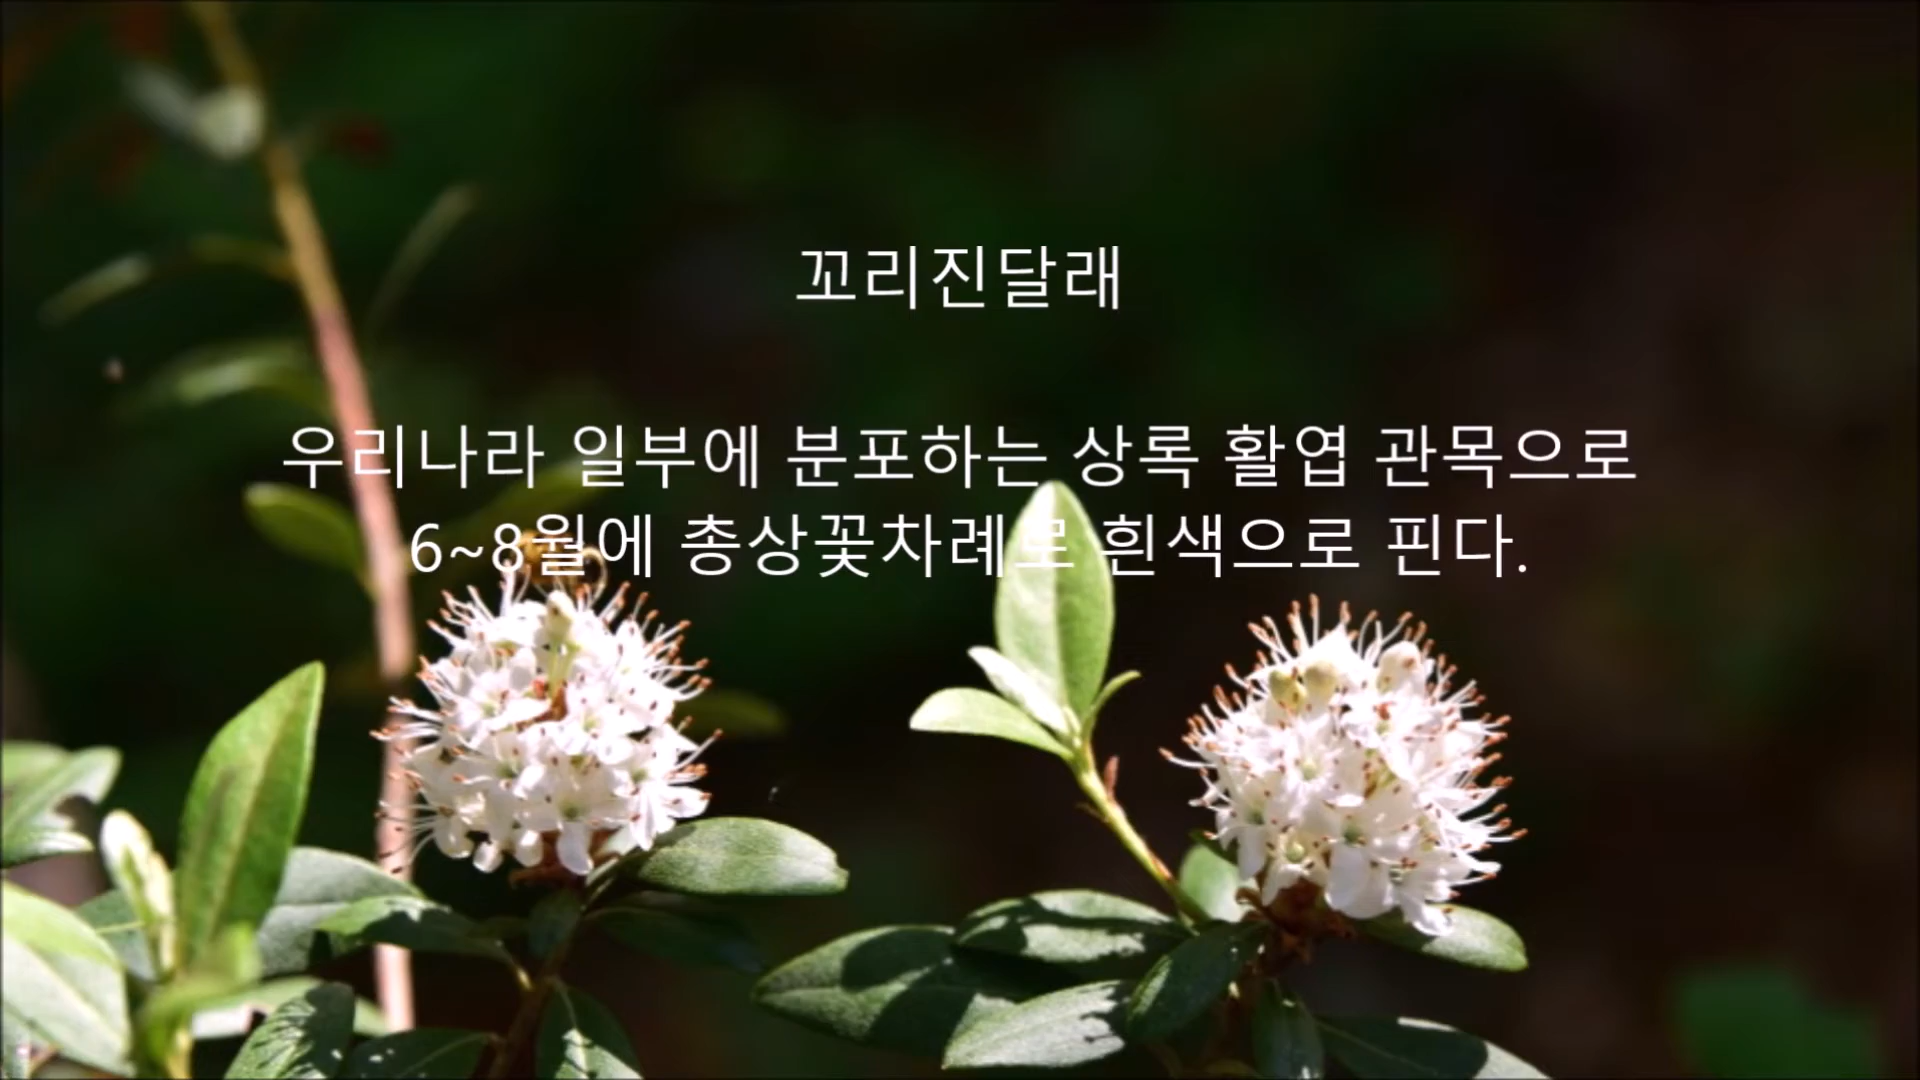 꼬리진달래
우리나라 일부에 분포하는 상록 활엽 관목으로
6~8월에 총상꽃차례로 흰색으로 핀다.